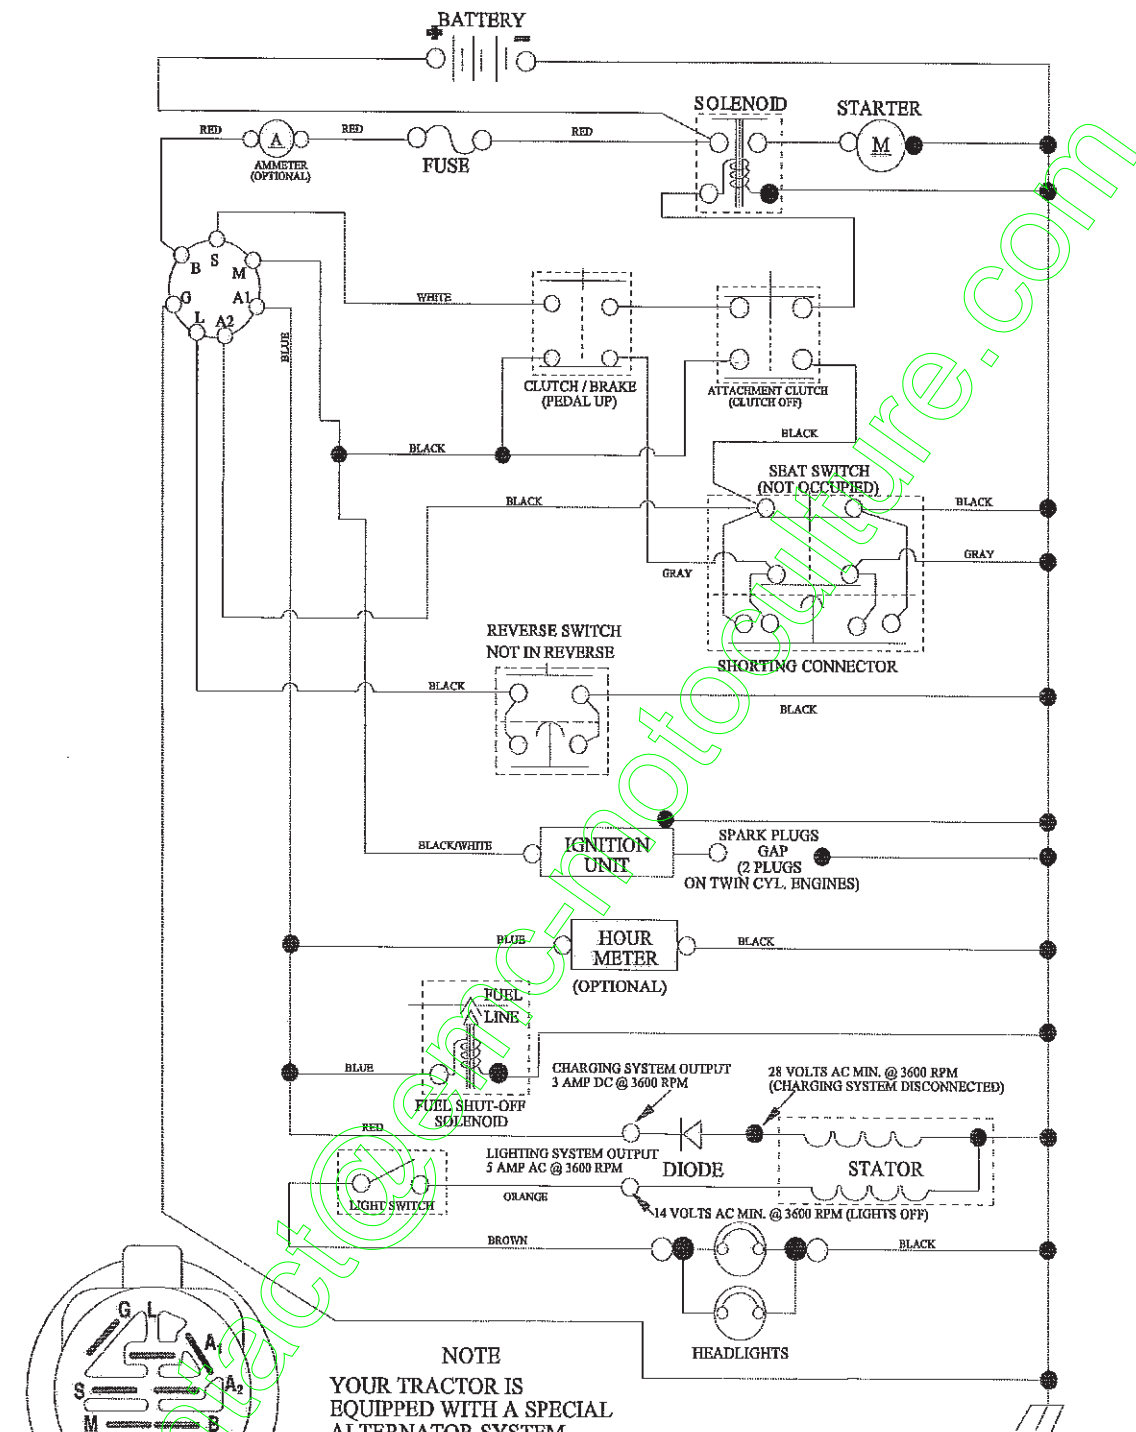 BATTERY
+ -
SOLENOID
STARTER
RED
A
RED
FUSE
RED
M
AMMETER
(OPTIONAL)
B
S
M
G
A1
L
A2
BLUE
WHITE
CLUTCH / BRAKE
(PEDAL UP)
ATTACHMENT CLUTCH
(CLUTCH OFF)
BLACK
BLACK
SEAT SWITCH
(NOT OCCUPIED)
BLACK
BLACK
GRAY
GRAY
REVERSE SWITCH
NOT IN REVERSE
SHORTING CONNECTOR
BLACK
BLACK
BLACK/WHITE
IGNITION
UNIT
SPARK PLUGS
GAP
(2 PLUGS
ON TWIN CYL. ENGINES)
BLUE
HOUR
METER
BLACK
(OPTIONAL)
FUEL
LINE
BLUE
FUEL SHUT-OFF
SOLENOID
CHARGING SYSTEM OUTPUT
3 AMP DC @ 3600 RPM
28 VOLTS AC MIN. @ 3600 RPM
(CHARGING SYSTEM DISCONNECTED)
RED
LIGHTING SYSTEM OUTPUT
5 AMP AC @ 3600 RPM
DIODE
STATOR
LIGHT SWITCH
ORANGE
14 VOLTS AC MIN. @ 3600 RPM (LIGHTS OFF)
BROWN
BLACK
HEADLIGHTS
G L
A1
S
A2
M
B
NOTE
YOUR TRACTOR IS
EQUIPPED WITH A SPECIAL
ALTERNATOR SYSTEM
ntact@emc-motoculture.com